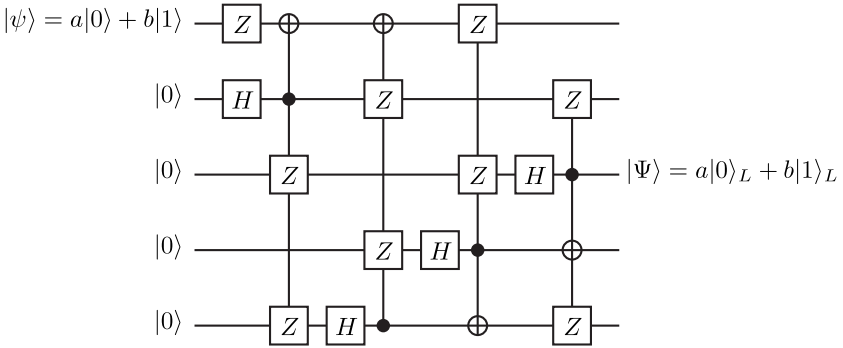 |ψ⟩ = a|0⟩ + b|1⟩ Z Z
|0⟩ H Z Z
|0⟩ Z Z H |Ψ⟩ = a|0⟩_L + b|1⟩_L
|0⟩ Z H
|0⟩ Z H Z